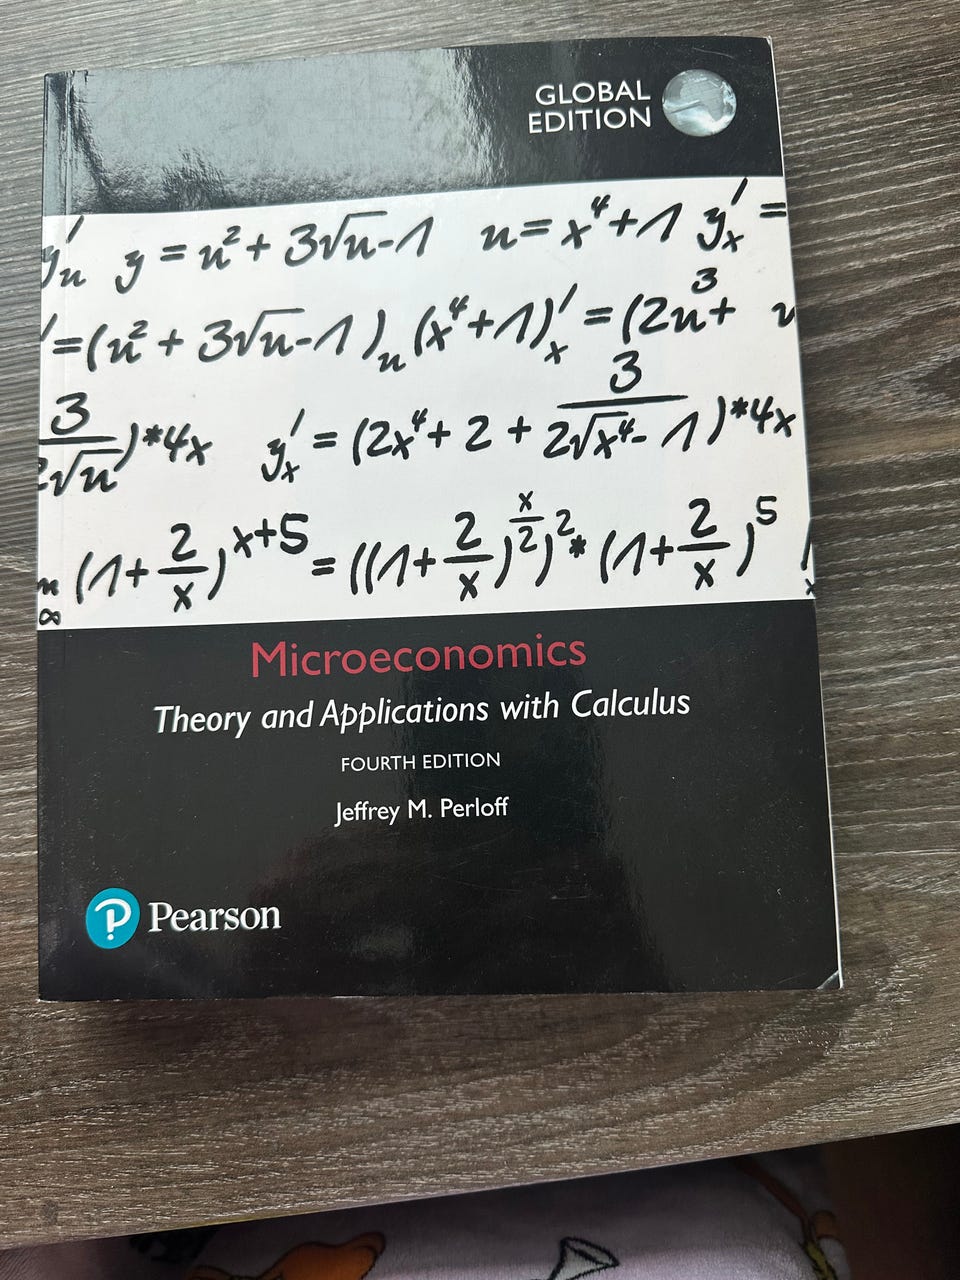 GLOBAL
EDITION
y'u y = u² + 3√u-1 u = x⁴+1 y'x =
'=(u² + 3√u-1)u (x⁴+1)'x = (2u + 3
3/2√u)*4x y'x = (2x⁴ + 2 + 3/2√x⁴-1)*4x
(1+2/x)^x+5 = ((1+2/x)^x/2)²* (1+2/x)^5
∞
Microeconomics
Theory and Applications with Calculus
FOURTH EDITION
Jeffrey M. Perloff
Pearson